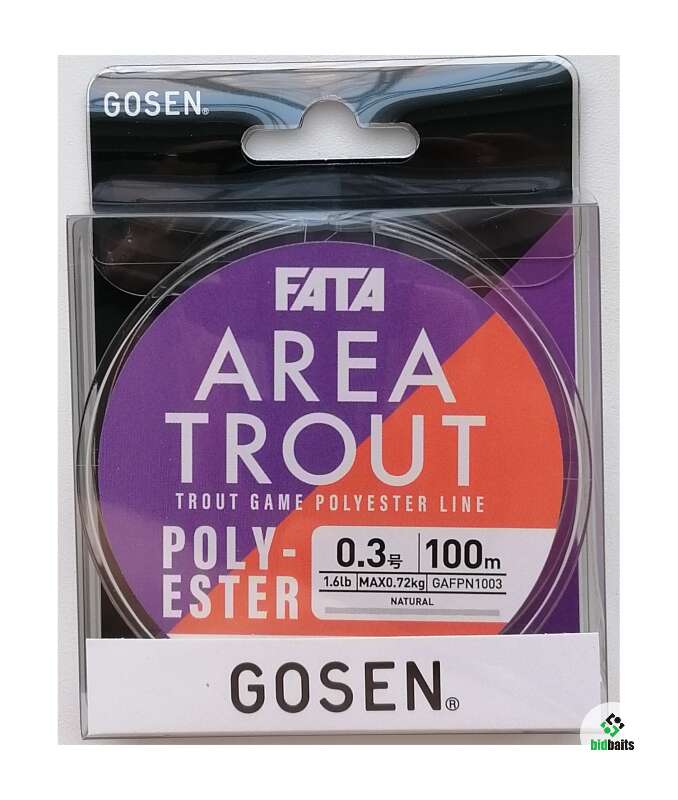 GOSEN®
FATA
AREA
TROUT
TROUT GAME POLYESTER LINE
POLY-
ESTER
0.3号 100m
1.6lb MAX0.72kg GAFPN1003
NATURAL
GOSEN®
bidbaits